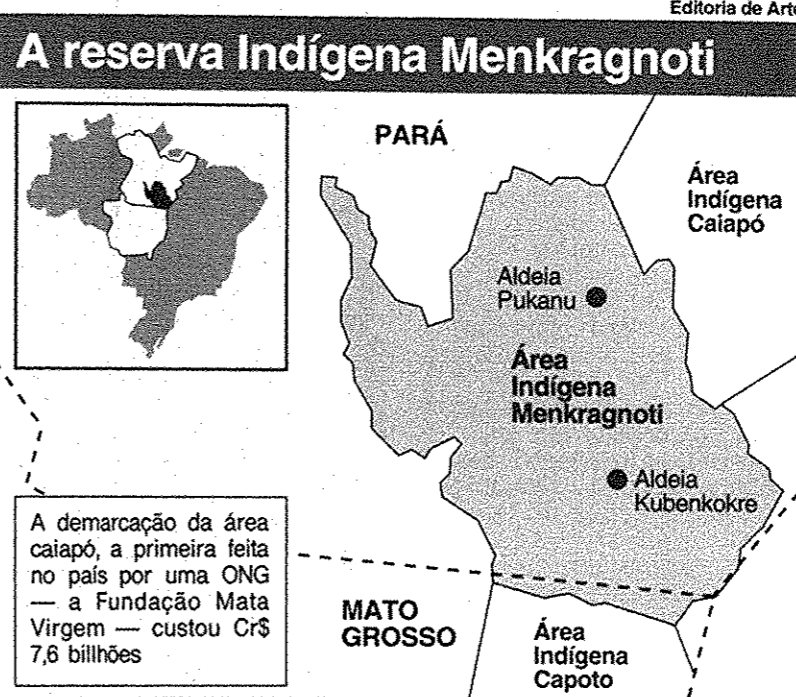 Editoria de Arte
A reserva Indígena Menkragnoti
PARÁ
Área
Indígena
Caiapó
Aldeia
Pukanu
Área
Indígena
Menkragnoti
Aldeia
Kubenkokre
A demarcação da área
caiapó, a primeira feita
no país por uma ONG
— a Fundação Mata
Virgem — custou Cr$
7,6 billhões
MATO
GROSSO
Área
Indígena
Capoto